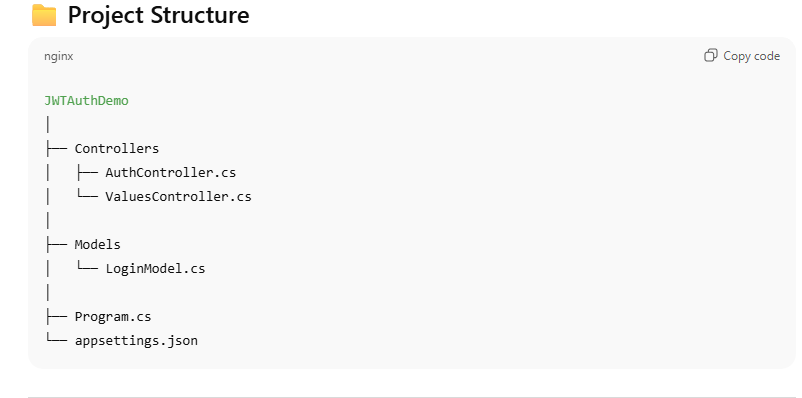 📁 Project Structure
nginx
Copy code
JWTAuthDemo
│
├── Controllers
│   ├── AuthController.cs
│   └── ValuesController.cs
│
├── Models
│   └── LoginModel.cs
│
├── Program.cs
└── appsettings.json